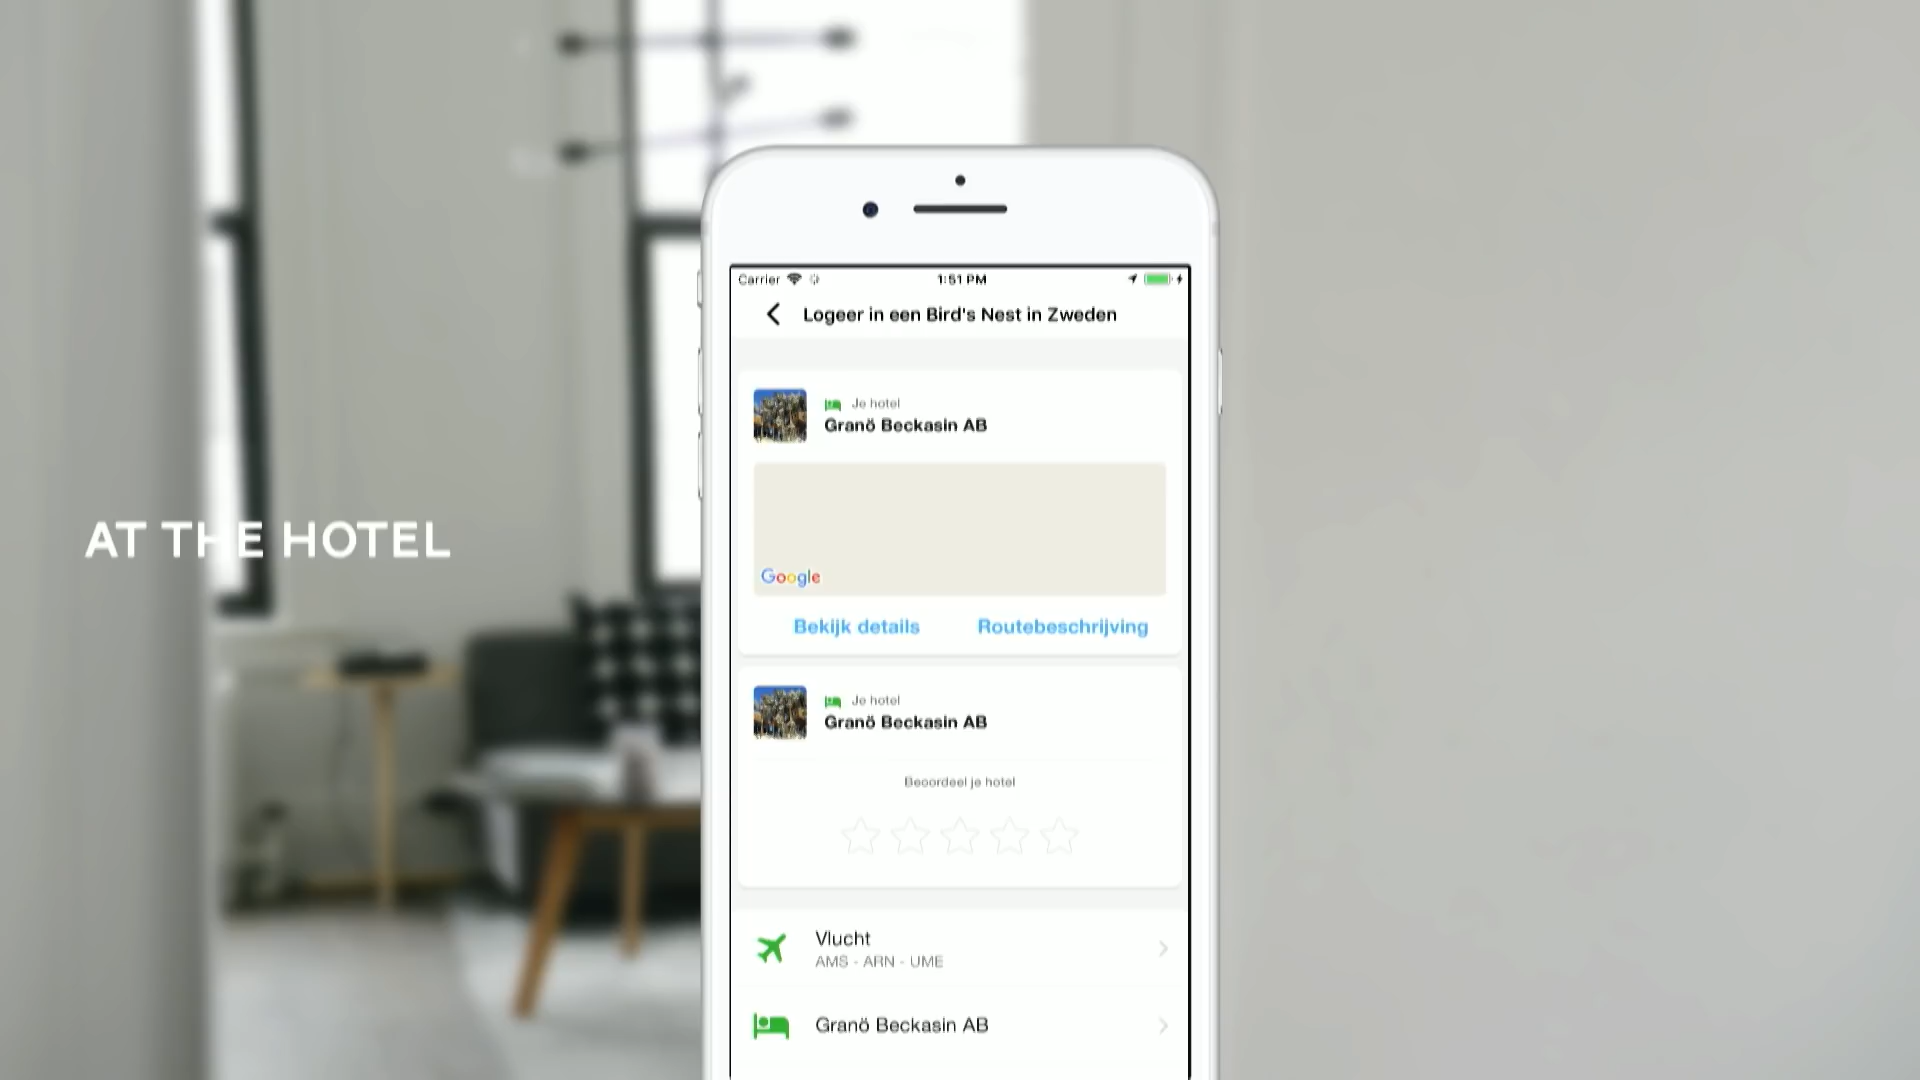 AT THE HOTEL
Carrier 1:51 PM
Logeer in een Bird's Nest in Zweden
Je hotel
Granö Beckasin AB
Google
Bekijk details Routebeschrijving
Je hotel
Granö Beckasin AB
Beoordeel je hotel
Vlucht
AMS - ARN - UME
Granö Beckasin AB